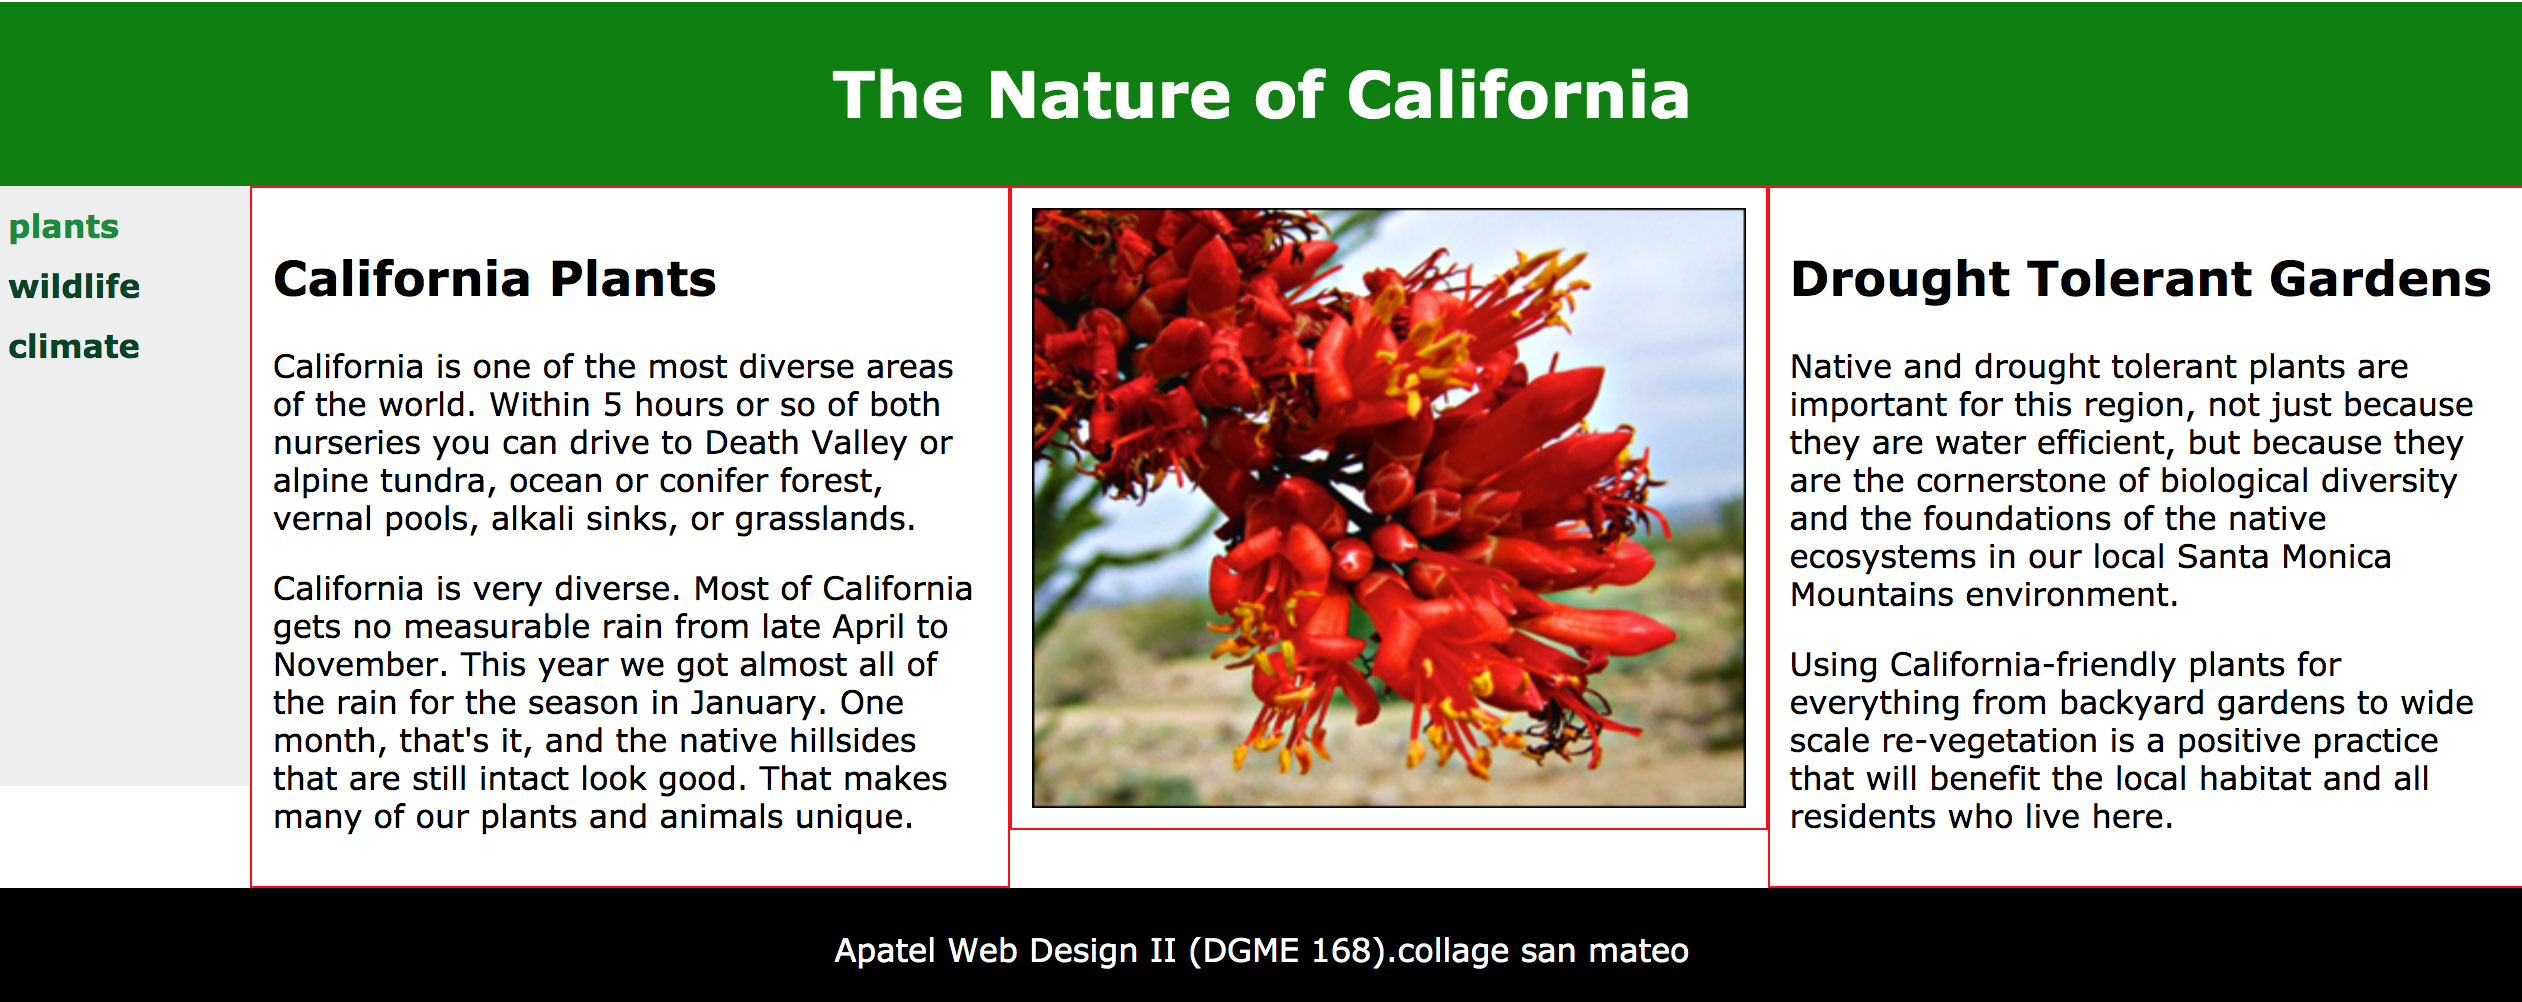 The Nature of California
plants
wildlife
climate
California Plants
California is one of the most diverse areas
of the world. Within 5 hours or so of both
nurseries you can drive to Death Valley or
alpine tundra, ocean or conifer forest,
vernal pools, alkali sinks, or grasslands.
California is very diverse. Most of California
gets no measurable rain from late April to
November. This year we got almost all of
the rain for the season in January. One
month, that's it, and the native hillsides
that are still intact look good. That makes
many of our plants and animals unique.
Drought Tolerant Gardens
Native and drought tolerant plants are
important for this region, not just because
they are water efficient, but because they
are the cornerstone of biological diversity
and the foundations of the native
ecosystems in our local Santa Monica
Mountains environment.
Using California-friendly plants for
everything from backyard gardens to wide
scale re-vegetation is a positive practice
that will benefit the local habitat and all
residents who live here.
Apatel Web Design II (DGME 168).collage san mateo